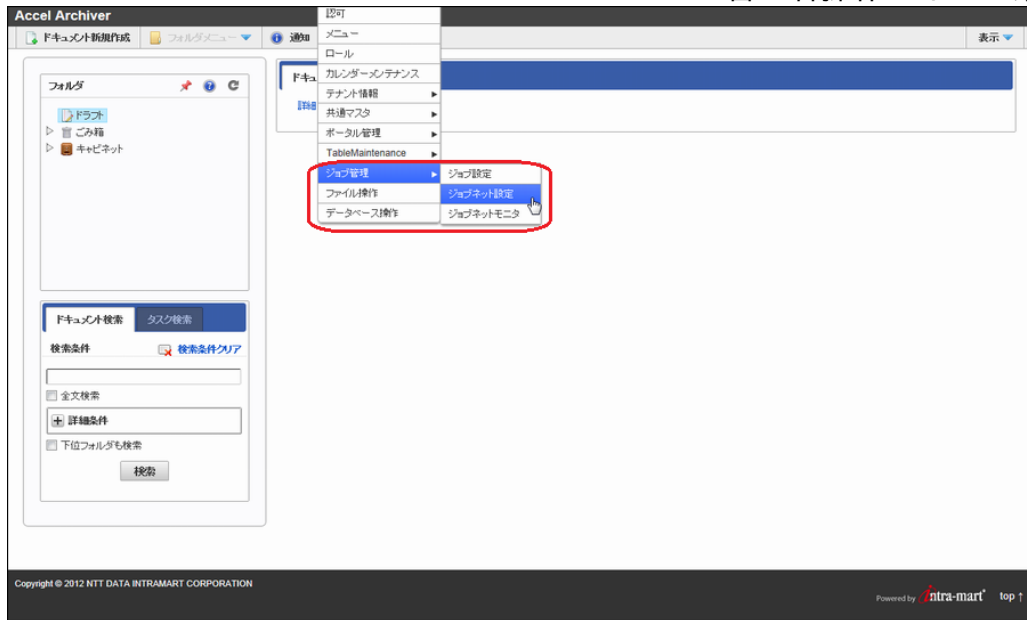 Accel Archiver
ドキュメント新規作成
フォルダメニュー
通知
表示
認可
メニュー
ロール
カレンダーメンテナンス
テナント情報
共通マスタ
ポータル管理
TableMaintenance
ジョブ管理
ファイル操作
データベース操作
ジョブ設定
ジョブネット設定
ジョブネットモニタ
フォルダ
ドラフト
ごみ箱
キャビネット
ドキュ
詳細
ドキュメント検索 タスク検索
検索条件 検索条件クリア
全文検索
詳細条件
下位フォルダも検索
検索
Copyright © 2012 NTT DATA INTRAMART CORPORATION
Powered by intra-mart top ↑